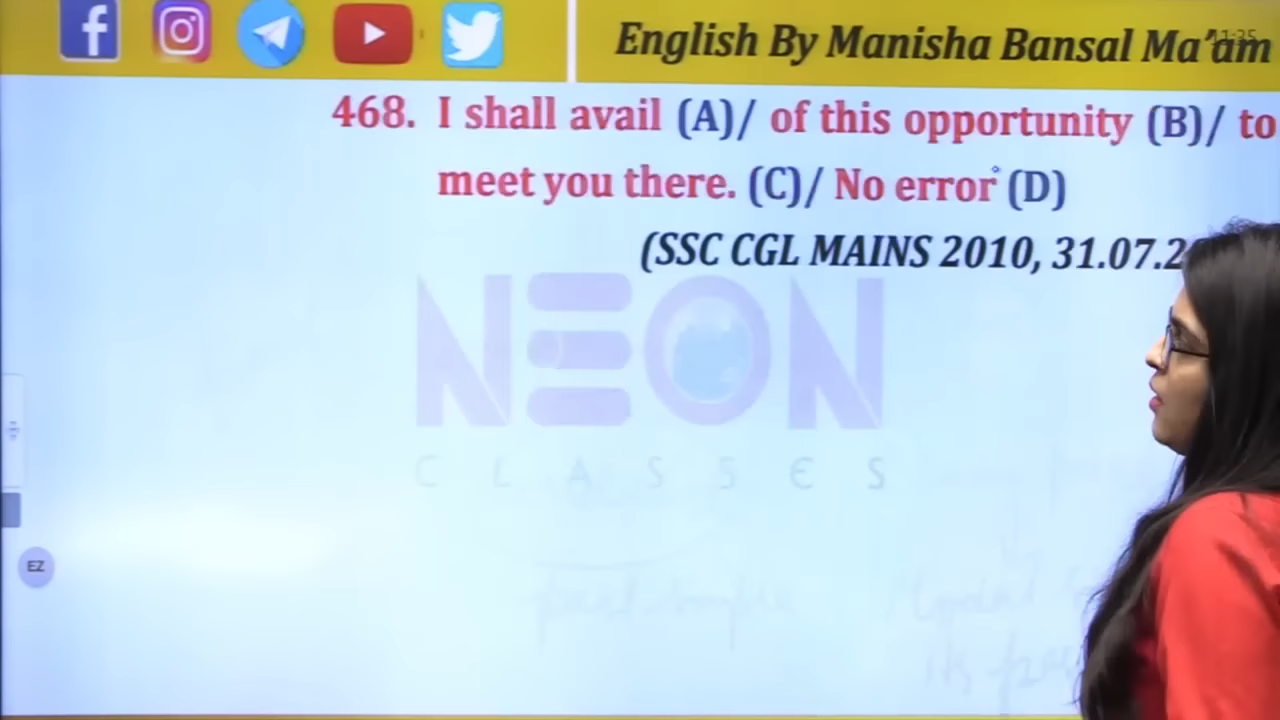 English By Manisha Bansal Ma'am
468. I shall avail (A)/ of this opportunity (B)/ to
meet you there. (C)/ No error (D)
(SSC CGL MAINS 2010, 31.07.2
NEON
CLASSES
EZ